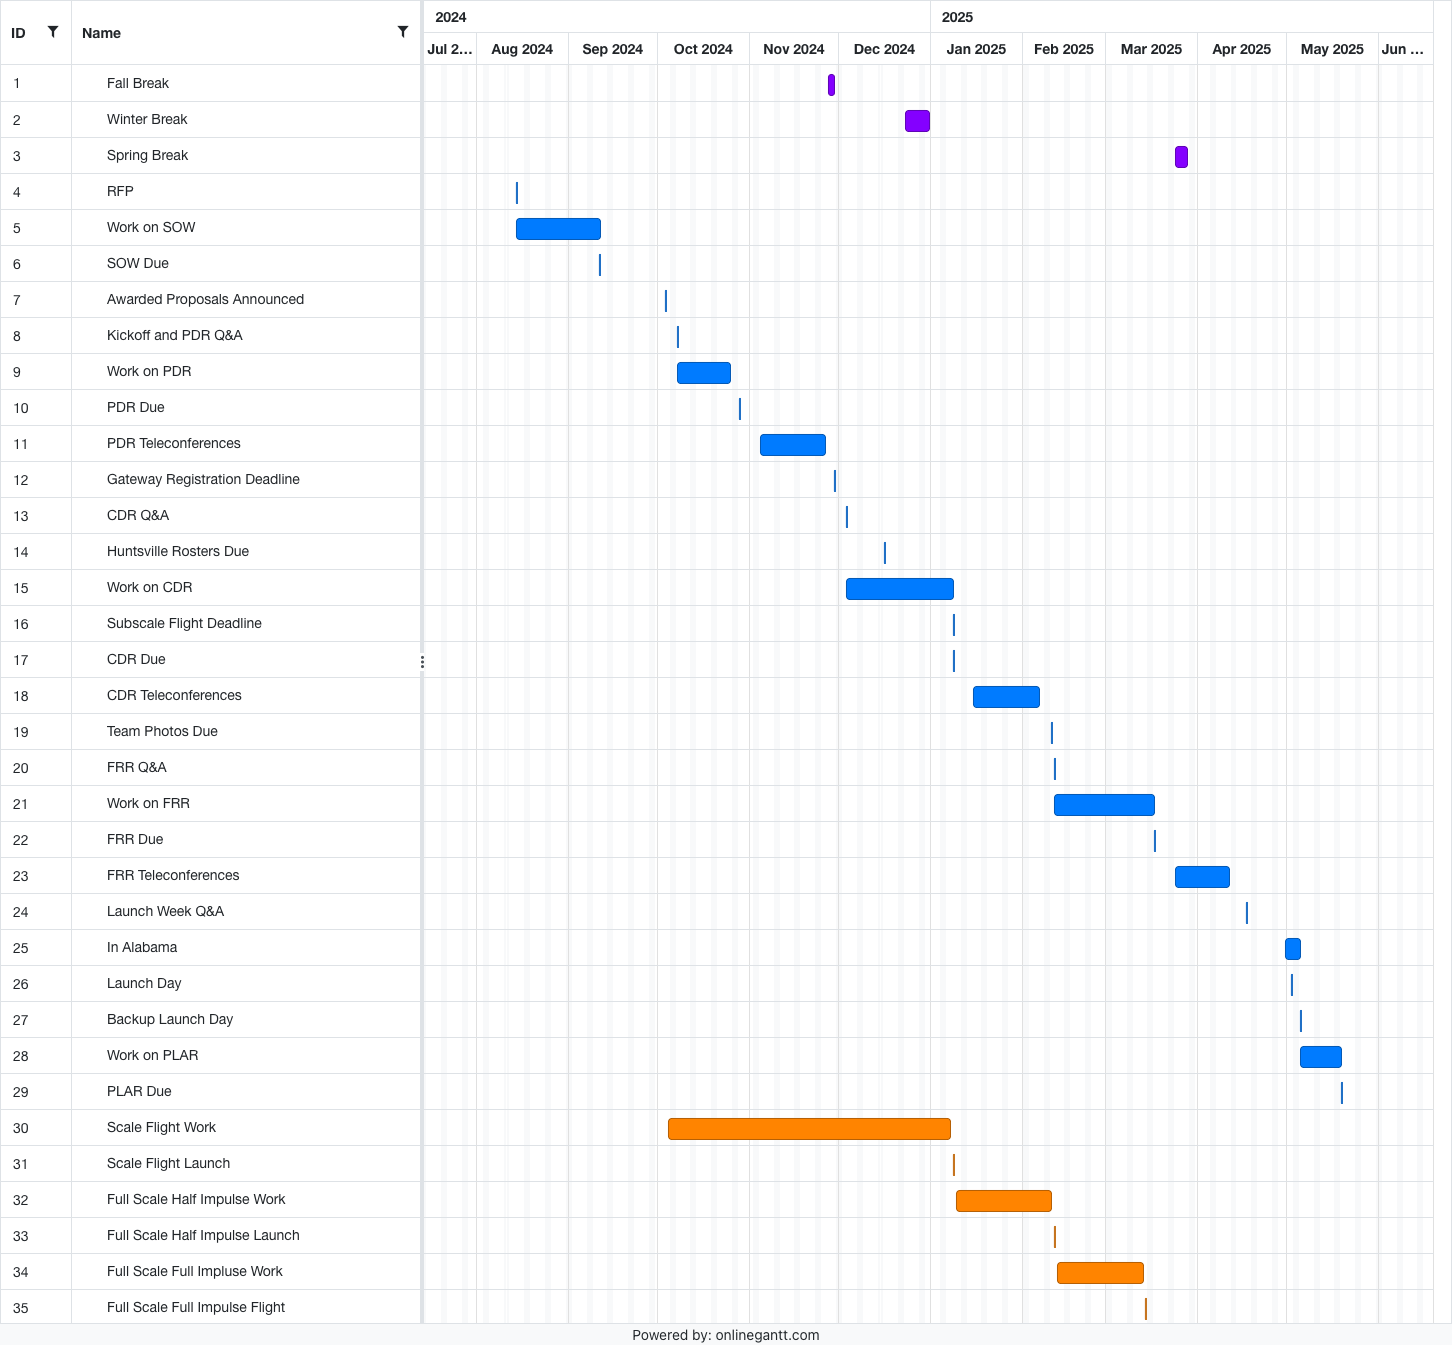 2024 2025
ID Name
Jul 2... Aug 2024 Sep 2024 Oct 2024 Nov 2024 Dec 2024 Jan 2025 Feb 2025 Mar 2025 Apr 2025 May 2025 Jun ...
1 Fall Break
2 Winter Break
3 Spring Break
4 RFP
5 Work on SOW
6 SOW Due
7 Awarded Proposals Announced
8 Kickoff and PDR Q&A
9 Work on PDR
10 PDR Due
11 PDR Teleconferences
12 Gateway Registration Deadline
13 CDR Q&A
14 Huntsville Rosters Due
15 Work on CDR
16 Subscale Flight Deadline
17 CDR Due
18 CDR Teleconferences
19 Team Photos Due
20 FRR Q&A
21 Work on FRR
22 FRR Due
23 FRR Teleconferences
24 Launch Week Q&A
25 In Alabama
26 Launch Day
27 Backup Launch Day
28 Work on PLAR
29 PLAR Due
30 Scale Flight Work
31 Scale Flight Launch
32 Full Scale Half Impulse Work
33 Full Scale Half Impulse Launch
34 Full Scale Full Impluse Work
35 Full Scale Full Impulse Flight
Powered by: onlinegantt.com